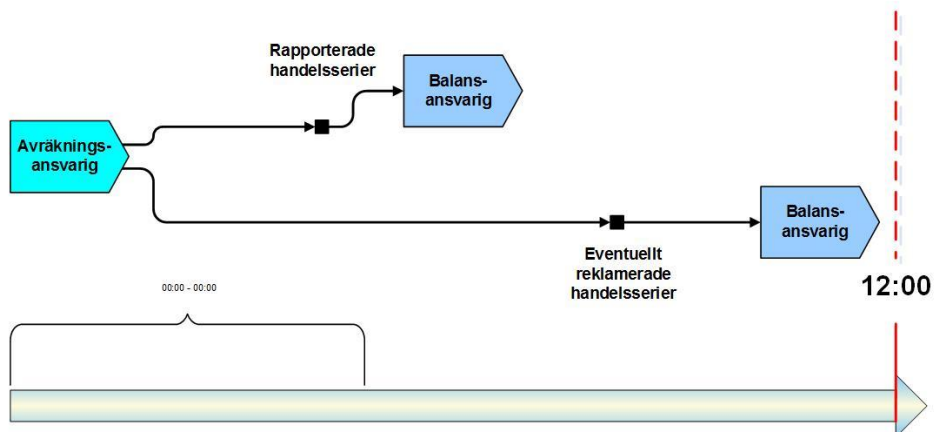 Rapporterade
handelsserier
Balans-
ansvarig
Avräknings-
ansvarig
Balans-
ansvarig
Eventuellt
reklamerade
handelsserier
12:00
00:00 - 00:00